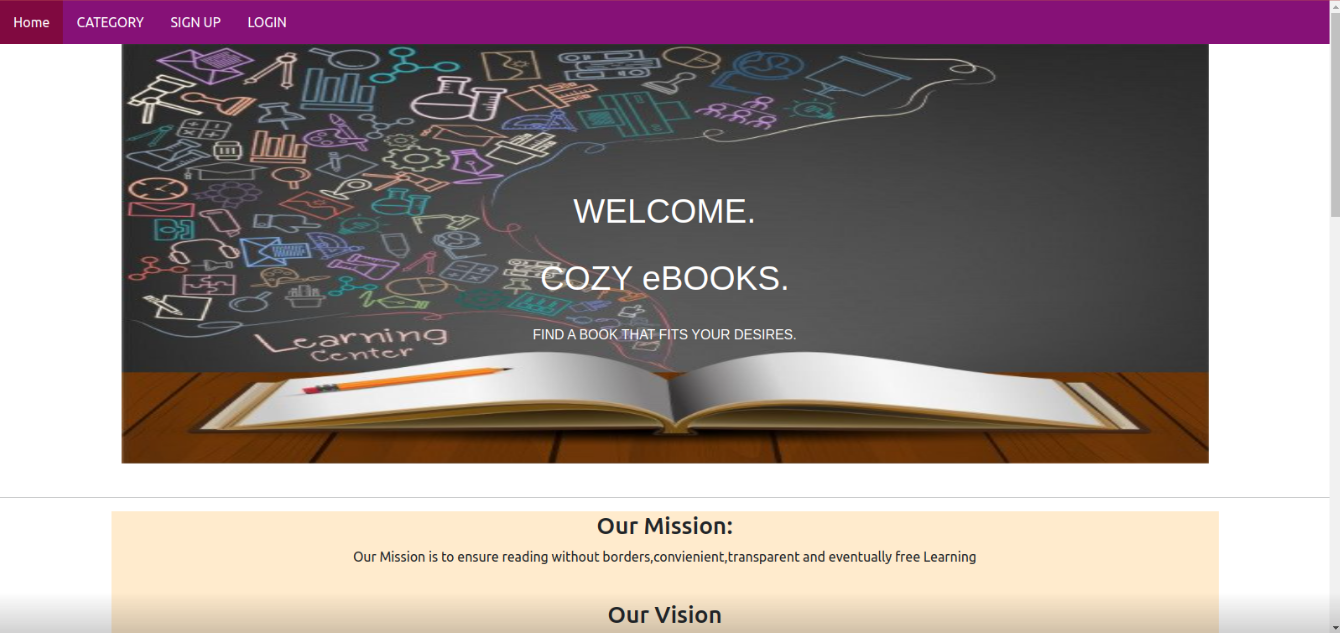 Home CATEGORY SIGN UP LOGIN
WELCOME.
COZY eBOOKS.
FIND A BOOK THAT FITS YOUR DESIRES.
Learning
Center
Our Mission:
Our Mission is to ensure reading without borders,convienient,transparent and eventually free Learning
Our Vision